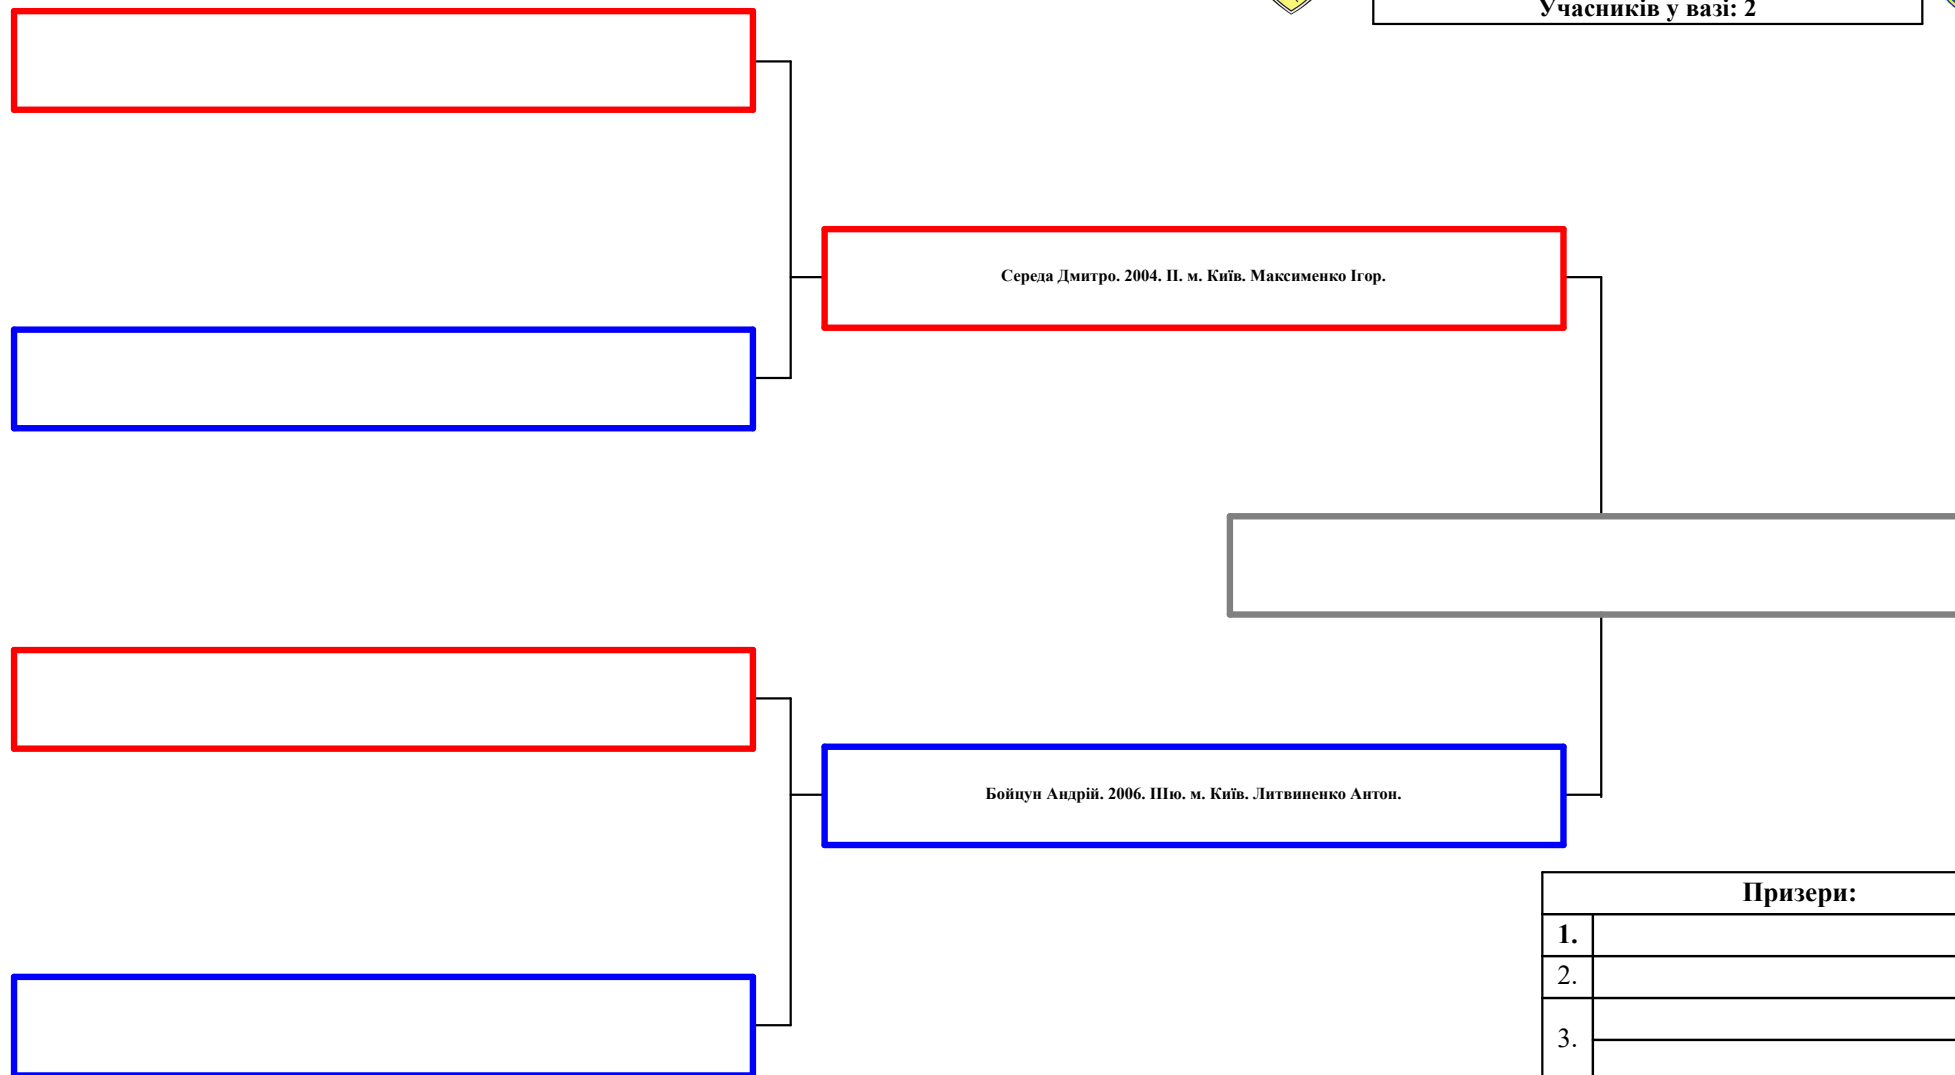 Учасників у вазі: 2
Середа Дмитро. 2004. II. м. Київ. Максименко Ігор.
Бойцун Андрій. 2006. IIIю. м. Київ. Литвиненко Антон.
Призери:
1.
2.
3.